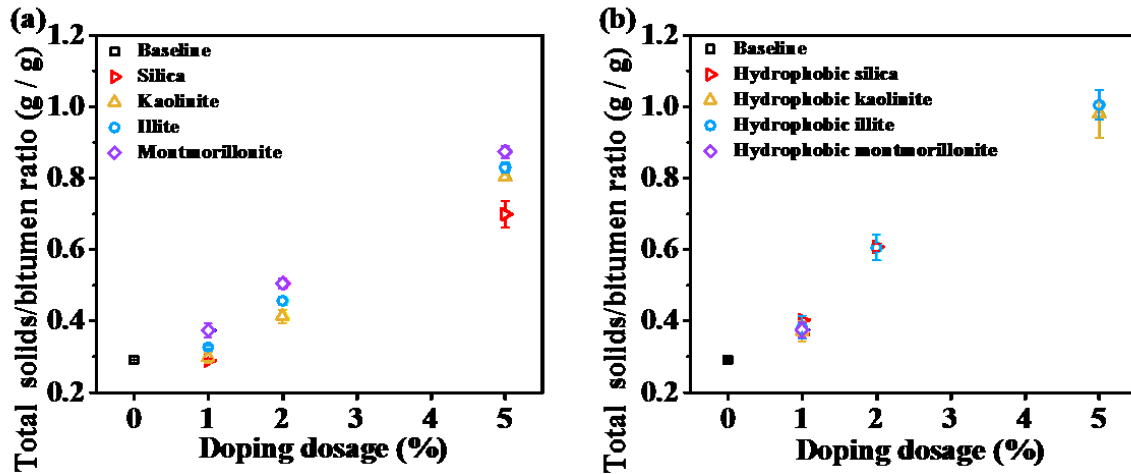 (a)
Total solids/bitumen ratio (g / g)
1.2
1.0
0.8
0.6
0.4
0.2
Baseline
Silica
Kaolinite
Illite
Montmorillonite
0 1 2 3 4 5
Doping dosage (%)
(b)
Total solids/bitumen ratio (g / g)
1.2
1.0
0.8
0.6
0.4
0.2
Baseline
Hydrophobic silica
Hydrophobic kaolinite
Hydrophobic illite
Hydrophobic montmorillonite
0 1 2 3 4 5
Doping dosage (%)